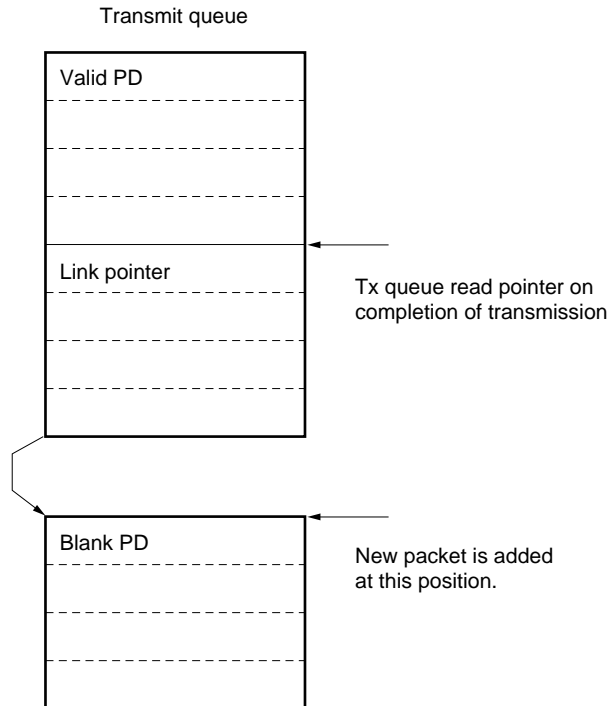 Transmit queue
Valid PD
Link pointer
Tx queue read pointer on
completion of transmission
Blank PD
New packet is added
at this position.